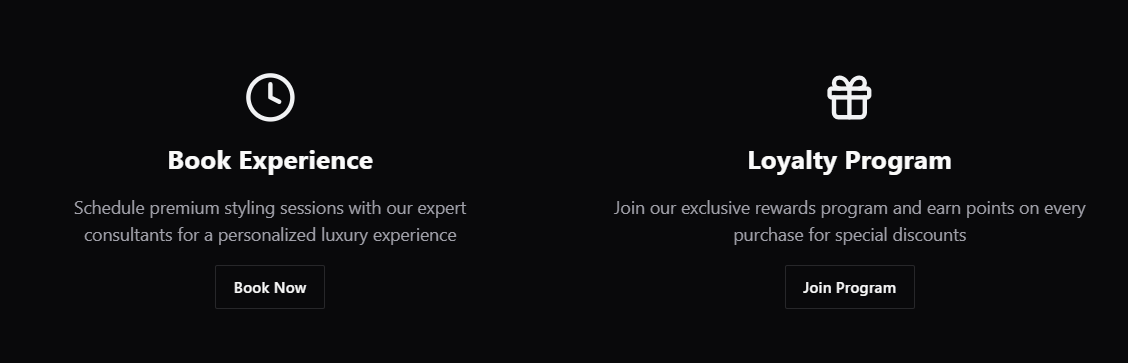 Book Experience
Schedule premium styling sessions with our expert
consultants for a personalized luxury experience
Book Now
Loyalty Program
Join our exclusive rewards program and earn points on every
purchase for special discounts
Join Program